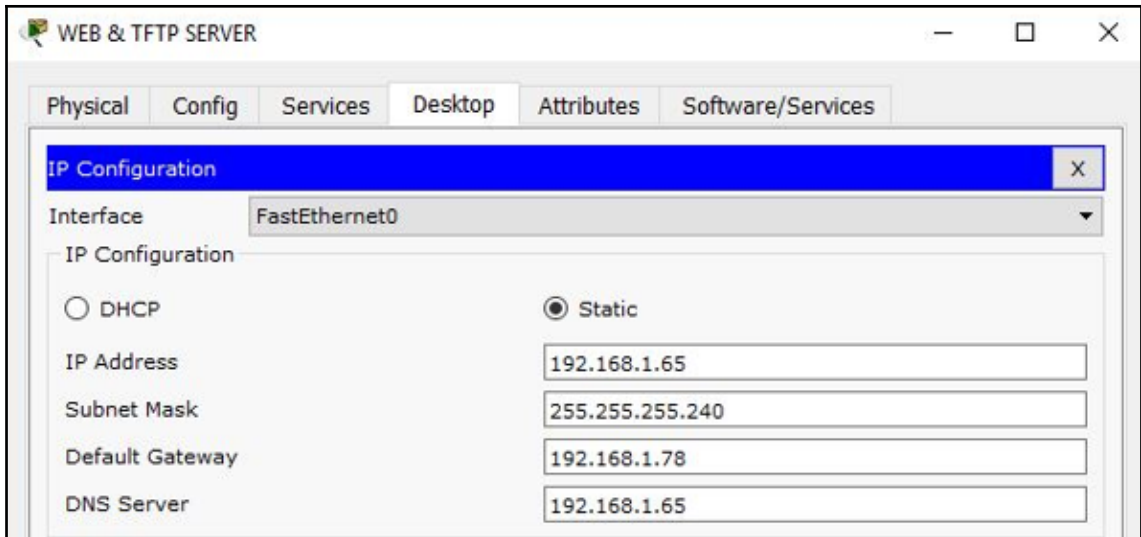 WEB & TFTP SERVER
Physical Config Services Desktop Attributes Software/Services
IP Configuration X
Interface FastEthernet0
IP Configuration
DHCP Static
IP Address 192.168.1.65
Subnet Mask 255.255.255.240
Default Gateway 192.168.1.78
DNS Server 192.168.1.65